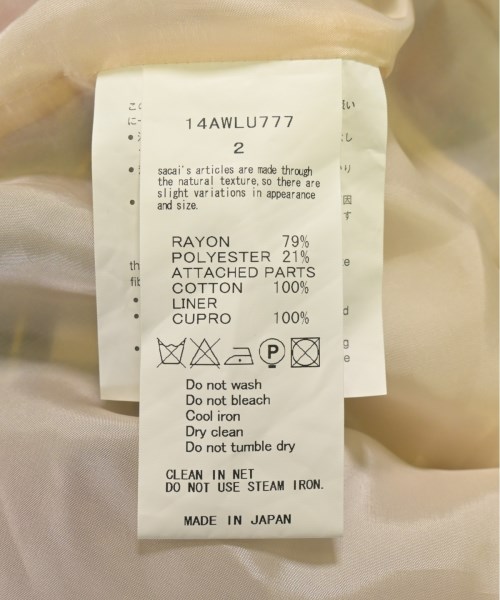 14AWLU777
2
sacai's articles are made through
the natural texture, so there are
slight variations in appearance
and size.
RAYON 79%
POLYESTER 21%
ATTACHED PARTS
COTTON 100%
LINER
CUPRO 100%
P
Do not wash
Do not bleach
Cool iron
Dry clean
Do not tumble dry
CLEAN IN NET
DO NOT USE STEAM IRON.
MADE IN JAPAN